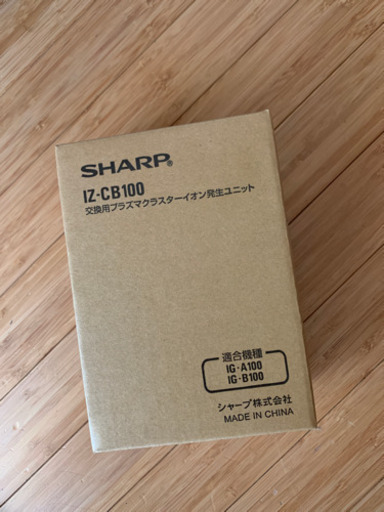 SHARP®
IZ-CB100
交換用プラズマクラスターイオン発生ユニット
適合機種
IG-A100
IG-B100
シャープ株式会社
MADE IN CHINA